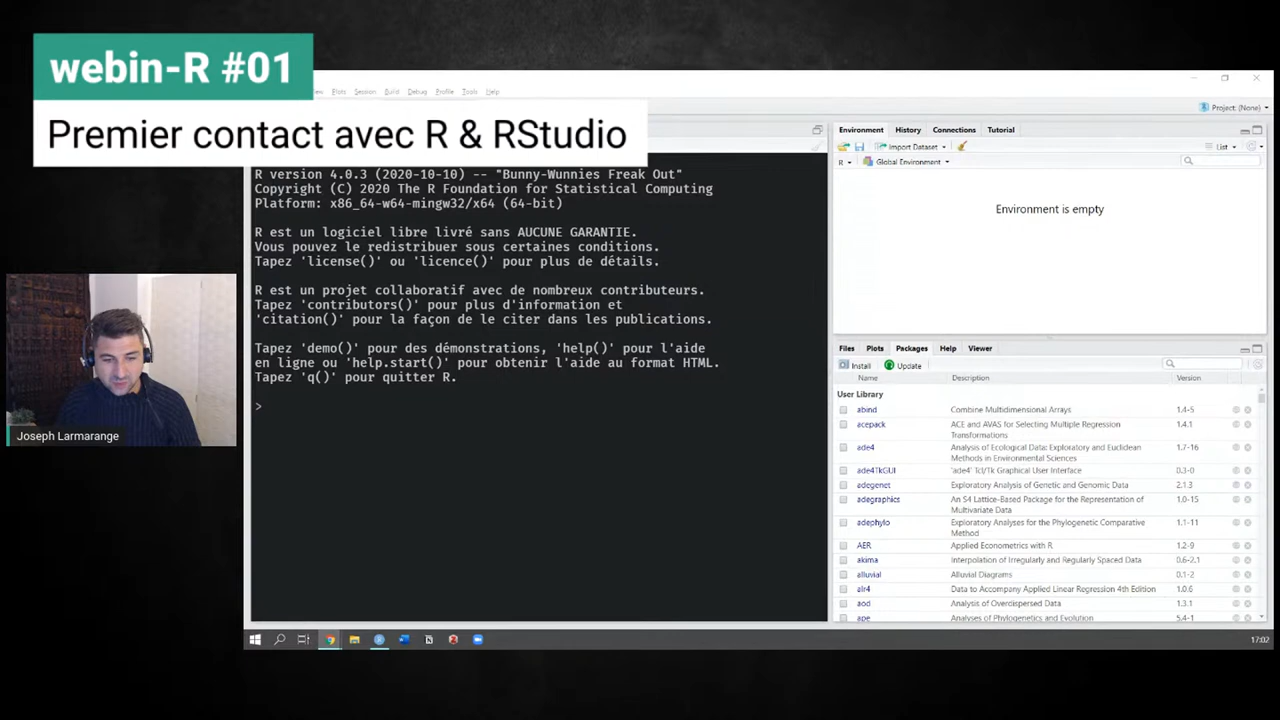 webin-R #01
Premier contact avec R & RStudio
Plots Session Build Debug Profile Tools Help
Project: (None)
R version 4.0.3 (2020-10-10) -- "Bunny-Wunnies Freak Out"
Copyright (C) 2020 The R Foundation for Statistical Computing
Platform: x86_64-w64-mingw32/x64 (64-bit)
R est un logiciel libre livré sans AUCUNE GARANTIE.
Vous pouvez le redistribuer sous certaines conditions.
Tapez 'license()' ou 'licence()' pour plus de détails.
R est un projet collaboratif avec de nombreux contributeurs.
Tapez 'contributors()' pour plus d'information et
'citation()' pour la façon de le citer dans les publications.
Tapez 'demo()' pour des démonstrations, 'help()' pour l'aide
en ligne ou 'help.start()' pour obtenir l'aide au format HTML.
Tapez 'q()' pour quitter R.
>
Environment History Connections Tutorial
Import Dataset List
R Global Environment
Environment is empty
Files Plots Packages Help Viewer
Install Update
Name Description Version
User Library
abind Combine Multidimensional Arrays 1.4-5
acepack ACE and AVAS for Selecting Multiple Regression 1.4.1
Transformations
ade4 Analysis of Ecological Data: Exploratory and Euclidean 1.7-16
Methods in Environmental Sciences
ade4TkGUI 'ade4' Tcl/Tk Graphical User Interface 0.3-0
adegenet Exploratory Analysis of Genetic and Genomic Data 2.1.3
adegraphics An S4 Lattice-Based Package for the Representation of 1.0-15
Multivariate Data
adephylo Exploratory Analyses for the Phylogenetic Comparative 1.1-11
Method
AER Applied Econometrics with R 1.2-9
akima Interpolation of Irregularly and Regularly Spaced Data 0.6-2.1
alluvial Alluvial Diagrams 0.1-2
alr4 Data to Accompany Applied Linear Regression 4th Edition 1.0.6
aod Analysis of Overdispersed Data 1.3.1
ape Analyses of Phylogenetics and Evolution 5.4-1
Joseph Larmarange
17:02